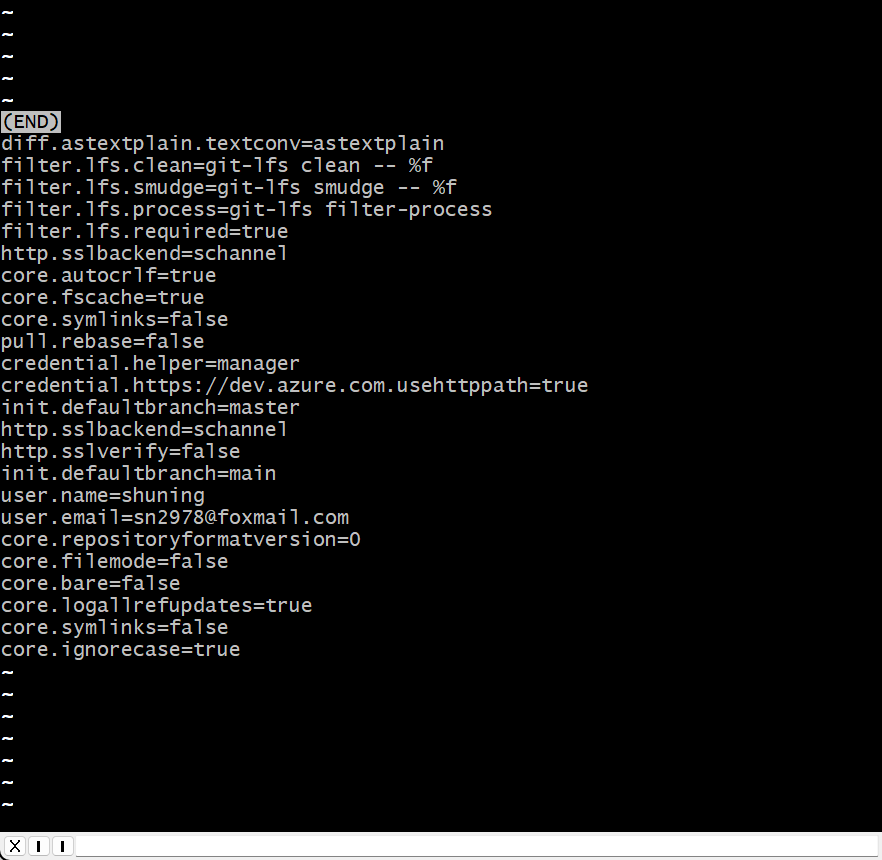 ~
~
~
~
~
(END)
diff.astextplain.textconv=astextplain
filter.lfs.clean=git-lfs clean -- %f
filter.lfs.smudge=git-lfs smudge -- %f
filter.lfs.process=git-lfs filter-process
filter.lfs.required=true
http.sslbackend=schannel
core.autocrlf=true
core.fscache=true
core.symlinks=false
pull.rebase=false
credential.helper=manager
credential.https://dev.azure.com.usehttppath=true
init.defaultbranch=master
http.sslbackend=schannel
http.sslverify=false
init.defaultbranch=main
user.name=shuning
user.email=sn2978@foxmail.com
core.repositoryformatversion=0
core.filemode=false
core.bare=false
core.logallrefupdates=true
core.symlinks=false
core.ignorecase=true
~
~
~
~
~
~
~
X I I